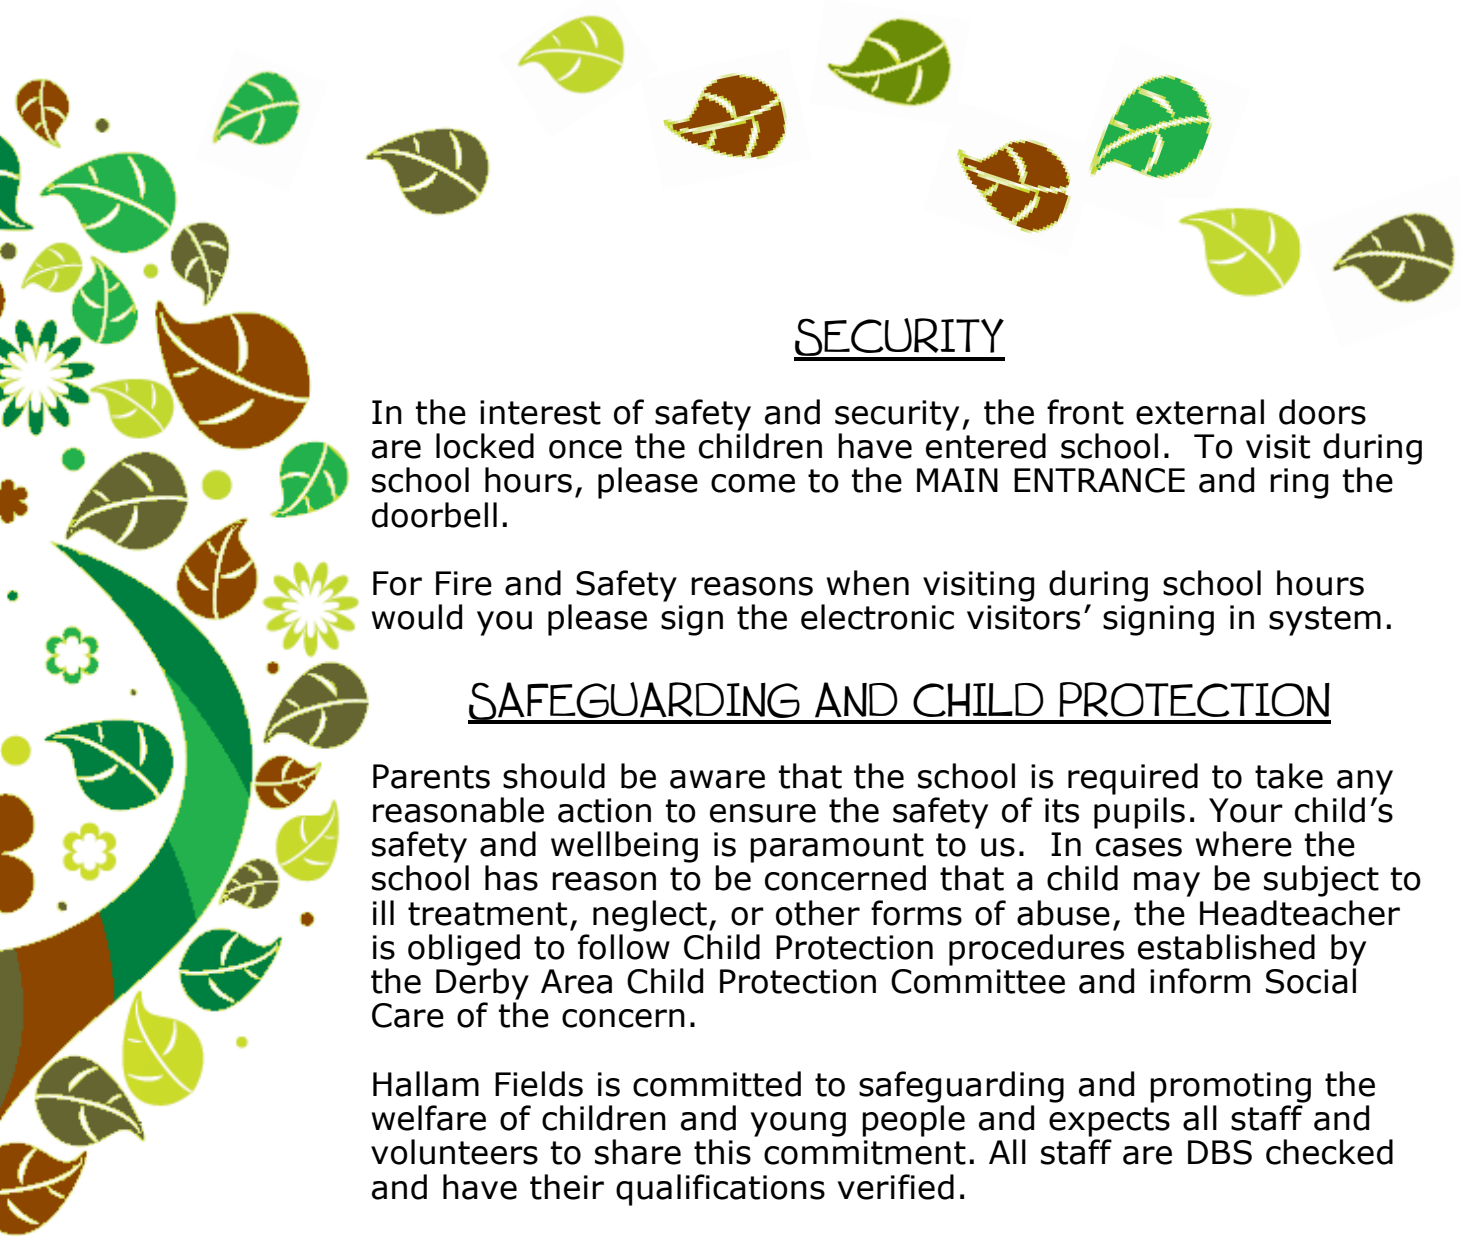 SECURITY
In the interest of safety and security, the front external doors
are locked once the children have entered school.  To visit during
school hours, please come to the MAIN ENTRANCE and ring the
doorbell.
For Fire and Safety reasons when visiting during school hours
would you please sign the electronic visitors’ signing in system.
SAFEGUARDING AND CHILD PROTECTION
Parents should be aware that the school is required to take any
reasonable action to ensure the safety of its pupils. Your child’s
safety and wellbeing is paramount to us.  In cases where the
school has reason to be concerned that a child may be subject to
ill treatment, neglect, or other forms of abuse, the Headteacher
is obliged to follow Child Protection procedures established by
the Derby Area Child Protection Committee and inform Social
Care of the concern.
Hallam Fields is committed to safeguarding and promoting the
welfare of children and young people and expects all staff and
volunteers to share this commitment. All staff are DBS checked
and have their qualifications verified.